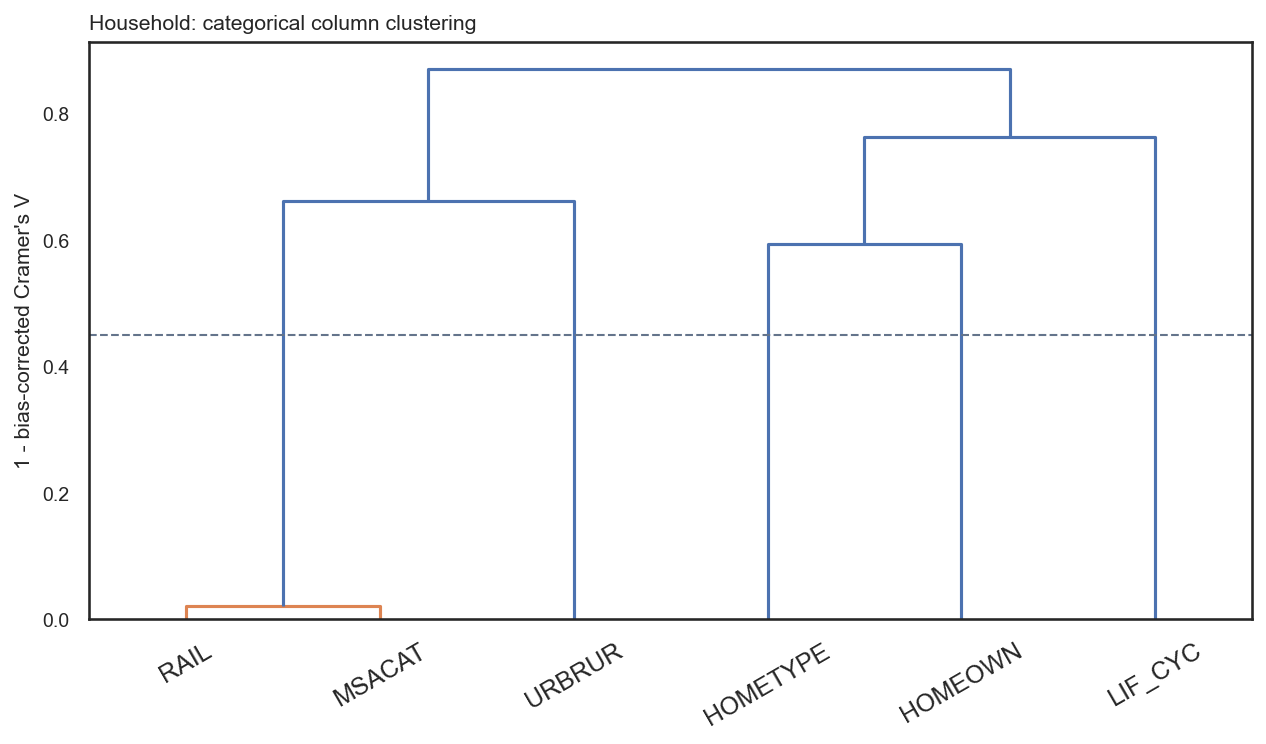 Household: categorical column clustering
1 - bias-corrected Cramer's V
0.8
0.6
0.4
0.2
0.0
RAIL
MSACAT
URBRUR
HOMETYPE
HOMEOWN
LIF_CYC